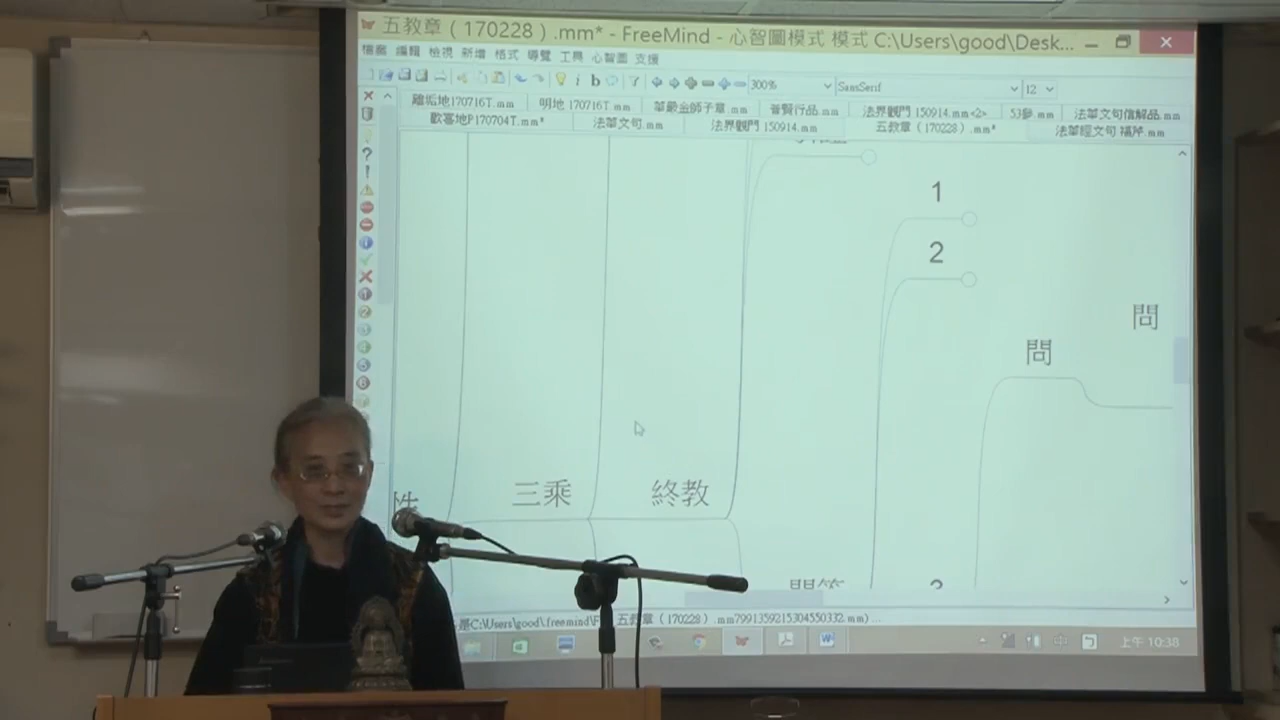 五教章（170228）.mm* - FreeMind - 心智圖模式 模式 C:\Users\good\Desk...
檔案 編輯 檢視 新增 格式 導覽 工具 心智圖 支援
300% SansSerif 12
離垢地170716T.mm 明地 170716T.mm 華嚴金師子章.mm 普賢行品.mm 法界觀門 150914.mm<2> 53參.mm 法華文句信解品.mm
歡喜地P170704T.mm* 法華文句.mm 法界觀門 150914.mm 五教章（170228）.mm* 法華經文句
1
2
問
問
三乘
終教
五教章（170228）.mm7991359215304550332.mm)...
上午 10:38